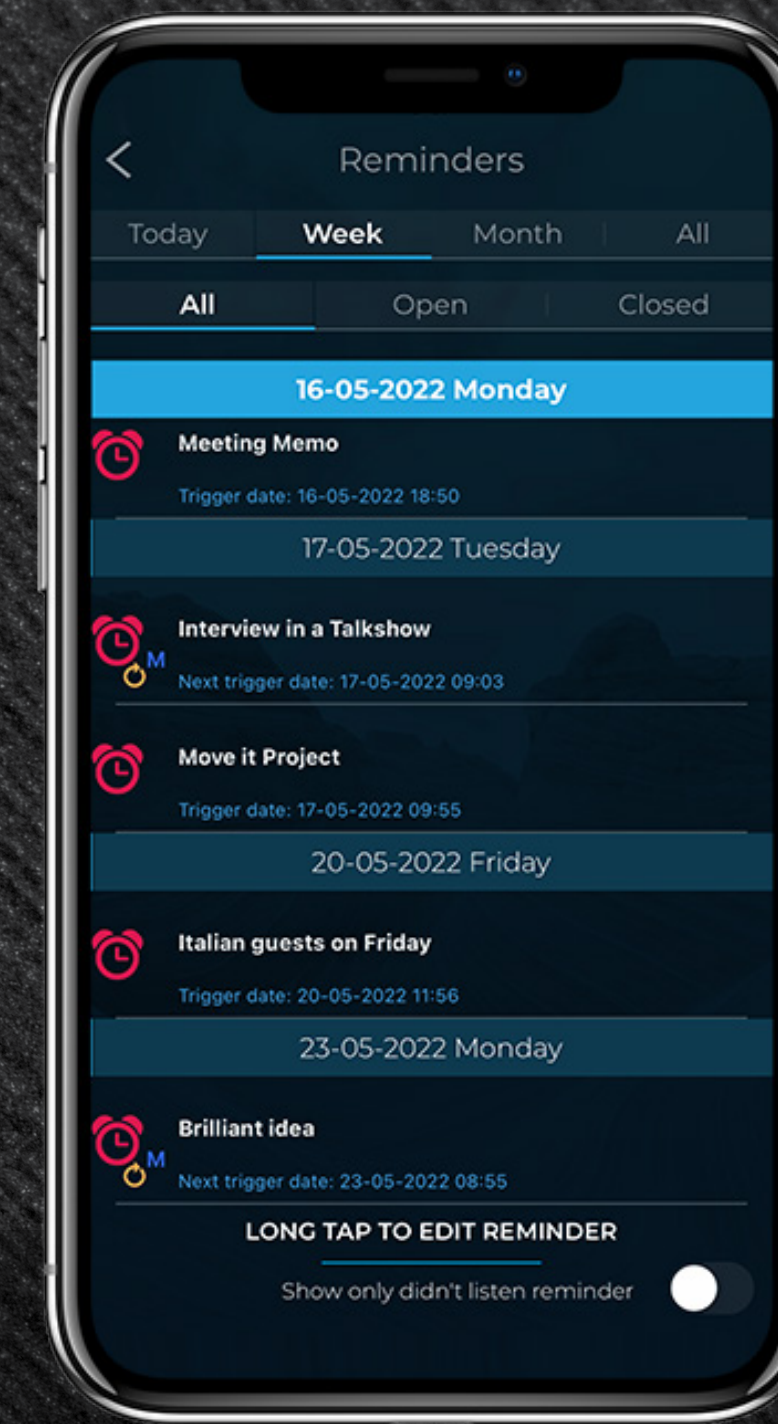 Reminders
Today Week Month All
All Open Closed
16-05-2022 Monday
Meeting Memo
Trigger date: 16-05-2022 18:50
17-05-2022 Tuesday
Interview in a Talkshow
M
Next trigger date: 17-05-2022 09:03
Move it Project
Trigger date: 17-05-2022 09:55
20-05-2022 Friday
Italian guests on Friday
Trigger date: 20-05-2022 11:56
23-05-2022 Monday
Brilliant idea
M
Next trigger date: 23-05-2022 08:55
LONG TAP TO EDIT REMINDER
Show only didn't listen reminder